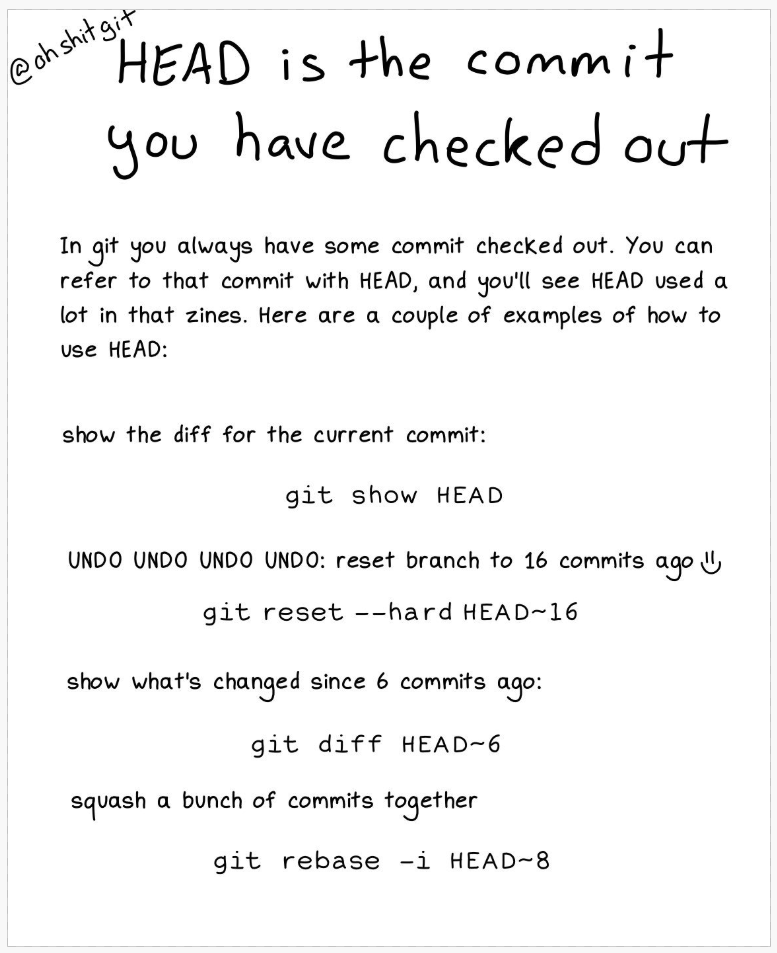 @ohshitgit
HEAD is the commit
you have checked out
In git you always have some commit checked out. You can
refer to that commit with HEAD, and you'll see HEAD used a
lot in that zines. Here are a couple of examples of how to
use HEAD:
show the diff for the current commit:
git show HEAD
UNDO UNDO UNDO UNDO: reset branch to 16 commits ago
git reset --hard HEAD~16
show what's changed since 6 commits ago:
git diff HEAD~6
squash a bunch of commits together
git rebase -i HEAD~8